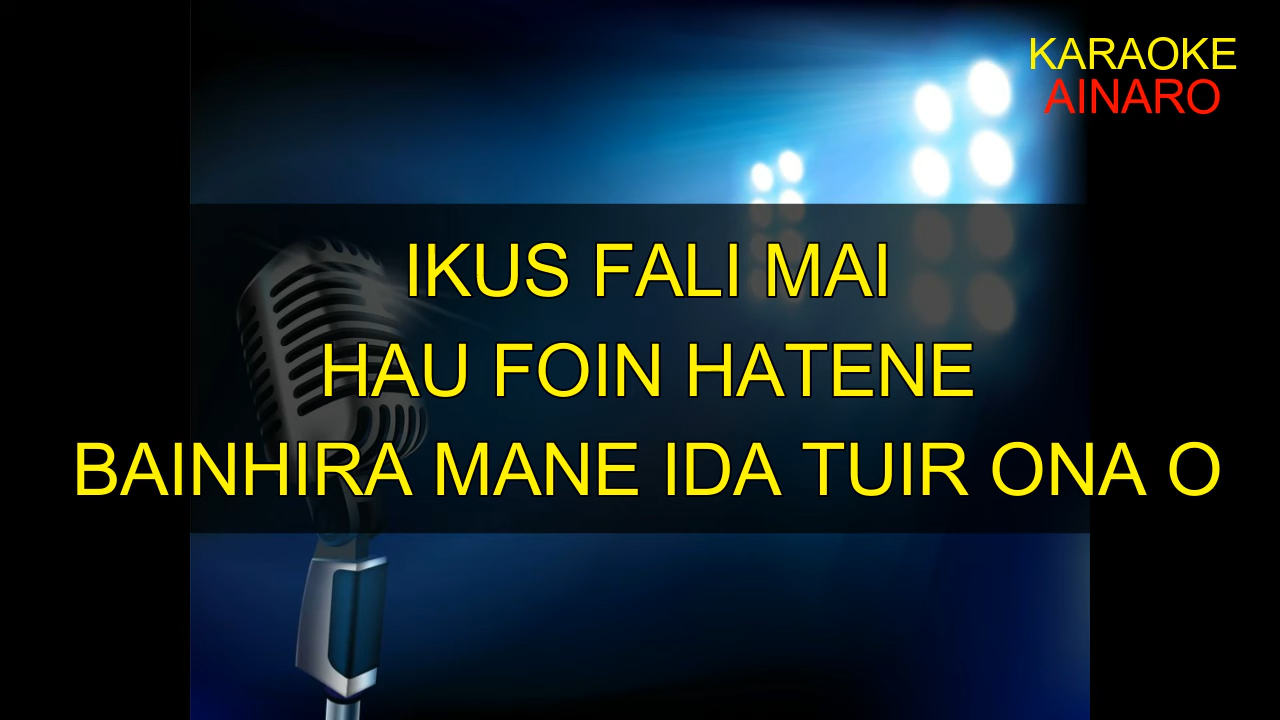 KARAOKE
AINARO
IKUS FALI MAI
HAU FOIN HATENE
BAINHIRA MANE IDA TUIR ONA O